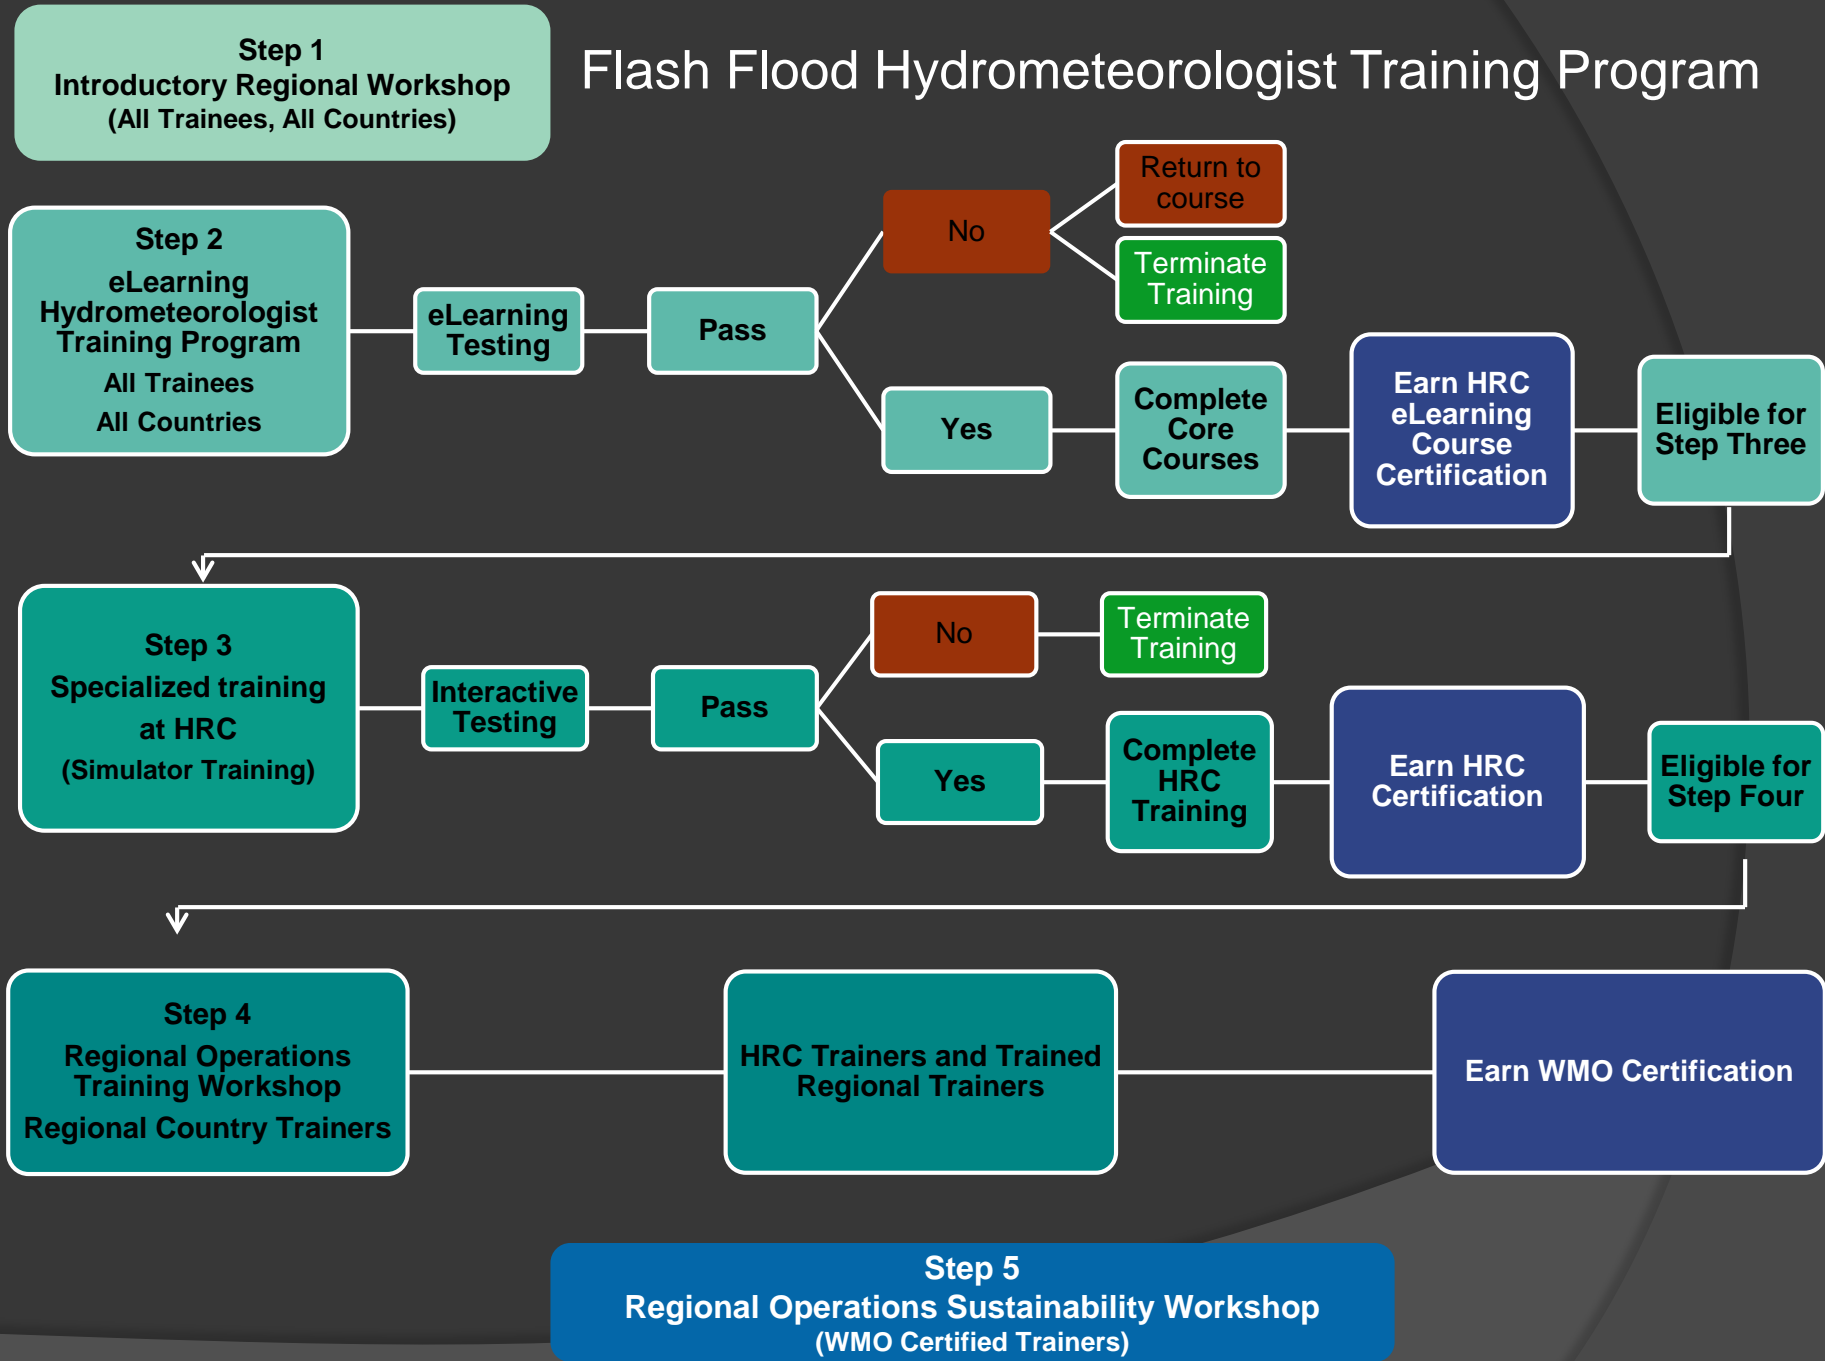 Step 1
Introductory Regional Workshop
(All Trainees, All Countries)
Flash Flood Hydrometeorologist Training Program
Step 2
eLearning
Hydrometeorologist
Training Program
All Trainees
All Countries
eLearning
Testing
Pass
No
Return to
course
Terminate
Training
Yes
Complete
Core
Courses
Earn HRC
eLearning
Course
Certification
Eligible for
Step Three
Step 3
Specialized training
at HRC
(Simulator Training)
Interactive
Testing
Pass
No
Terminate
Training
Yes
Complete
HRC
Training
Earn HRC
Certification
Eligible for
Step Four
Step 4
Regional Operations
Training Workshop
Regional Country Trainers
HRC Trainers and Trained
Regional Trainers
Earn WMO Certification
Step 5
Regional Operations Sustainability Workshop
(WMO Certified Trainers)